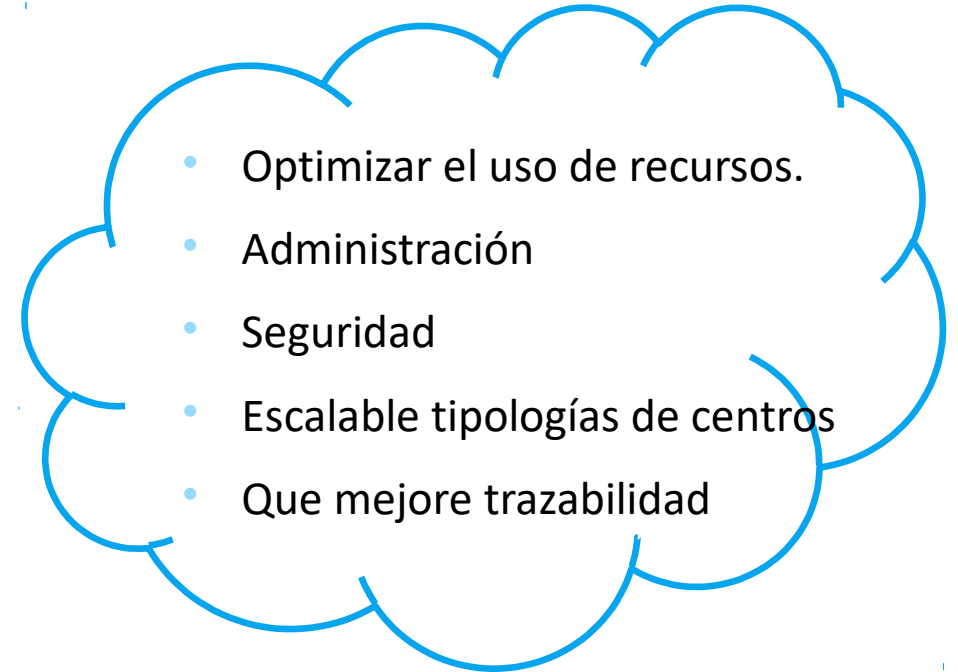 • Optimizar el uso de recursos.
• Administración
• Seguridad
• Escalable tipologías de centros
• Que mejore trazabilidad